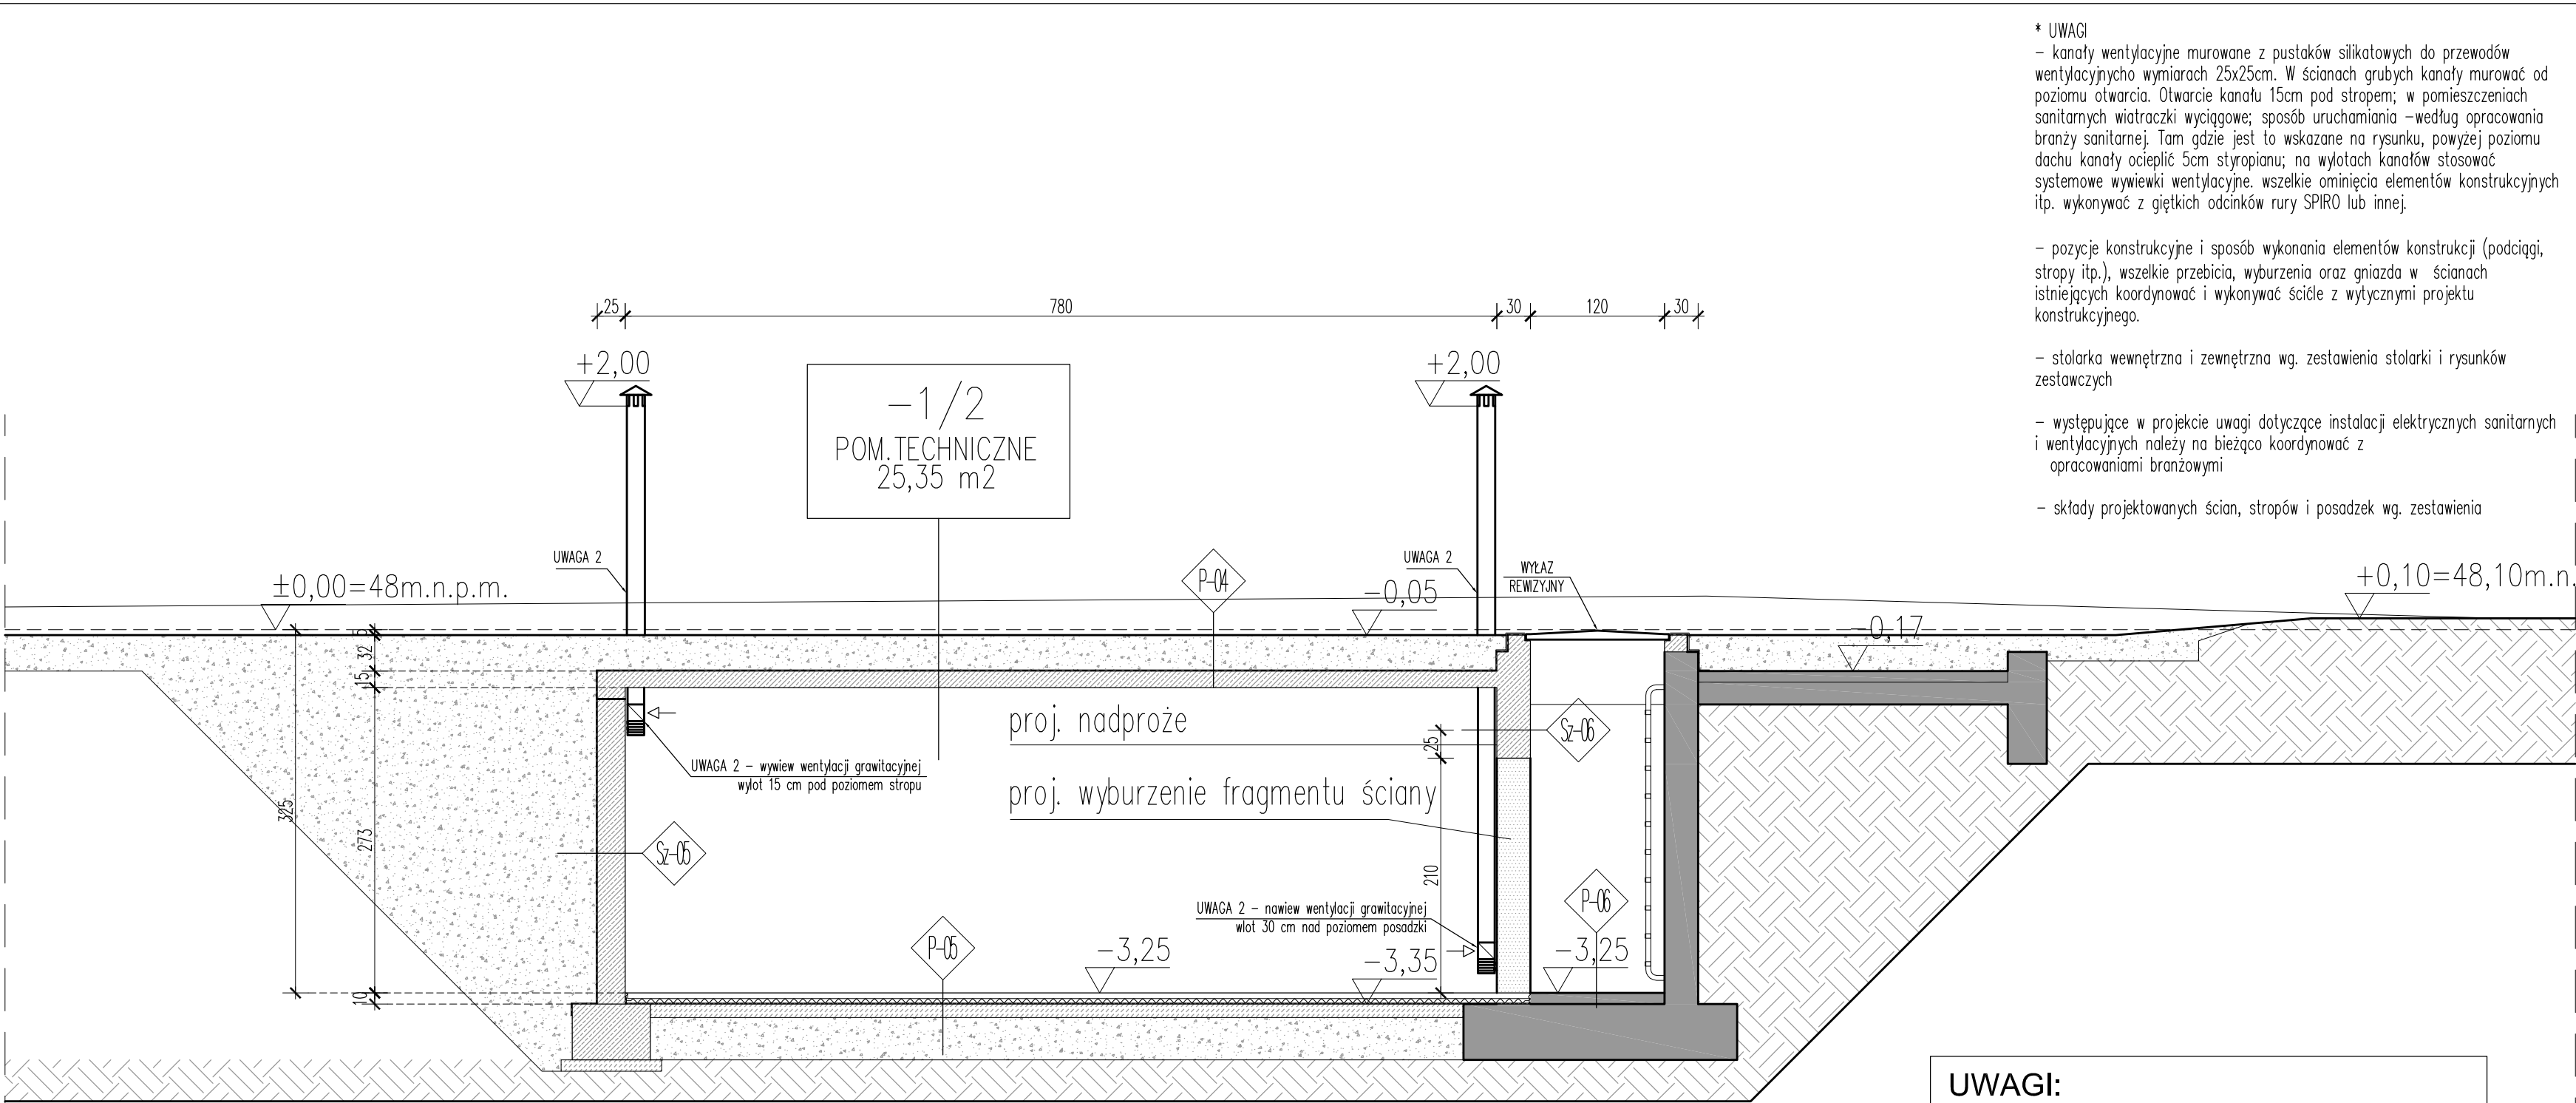 * UWAGI
– kanały wentylacyjne murowane z pustaków silikatowych do przewodów
wentylacyjnycho wymiarach 25x25cm. W ścianach grubych kanały murować od
poziomu otwarcia. Otwarcie kanału 15cm pod stropem; w pomieszczeniach
sanitarnych wiatraczki wyciągowe; sposób uruchamiania –według opracowania
branży sanitarnej. Tam gdzie jest to wskazane na rysunku, powyżej poziomu
dachu kanały ocieplić 5cm styropianu; na wylotach kanałów stosować
systemowe wywiewki wentylacyjne. wszelkie ominięcia elementów konstrukcyjnych
itp. wykonywać z giętkich odcinków rury SPIRO lub innej.
– pozycje konstrukcyjne i sposób wykonania elementów konstrukcji (podciągi,
stropy itp.), wszelkie przebicia, wyburzenia oraz gniazda w ścianach
istniejących koordynować i wykonywać ścićle z wytycznymi projektu
konstrukcyjnego.
– stolarka wewnętrzna i zewnętrzna wg. zestawienia stolarki i rysunków
zestawczych
– występujące w projekcie uwagi dotyczące instalacji elektrycznych sanitarnych
i wentylacyjnych należy na bieżąco koordynować z
opracowaniami branżowymi
– składy projektowanych ścian, stropów i posadzek wg. zestawienia
25 780 30 120 30
+2,00 +2,00
–1/2
POM.TECHNICZNE
25,35 m2
UWAGA 2 UWAGA 2
WYŁAZ
REWIZYJNY
±0,00=48m.n.p.m.
P-04
–0,05
+0,10=48,10m.n.
–0,17
5
32
15
proj. nadproże
Sz-06
25
UWAGA 2 – wywiew wentylacji grawitacyjnej
wylot 15 cm pod poziomem stropu
proj. wyburzenie fragmentu ściany
325
273
Sz-05
210
P-06
UWAGA 2 – nawiew wentylacji grawitacyjnej
wlot 30 cm nad poziomem posadzki
P-05
–3,25
–3,35
–3,25
10
UWAGI: